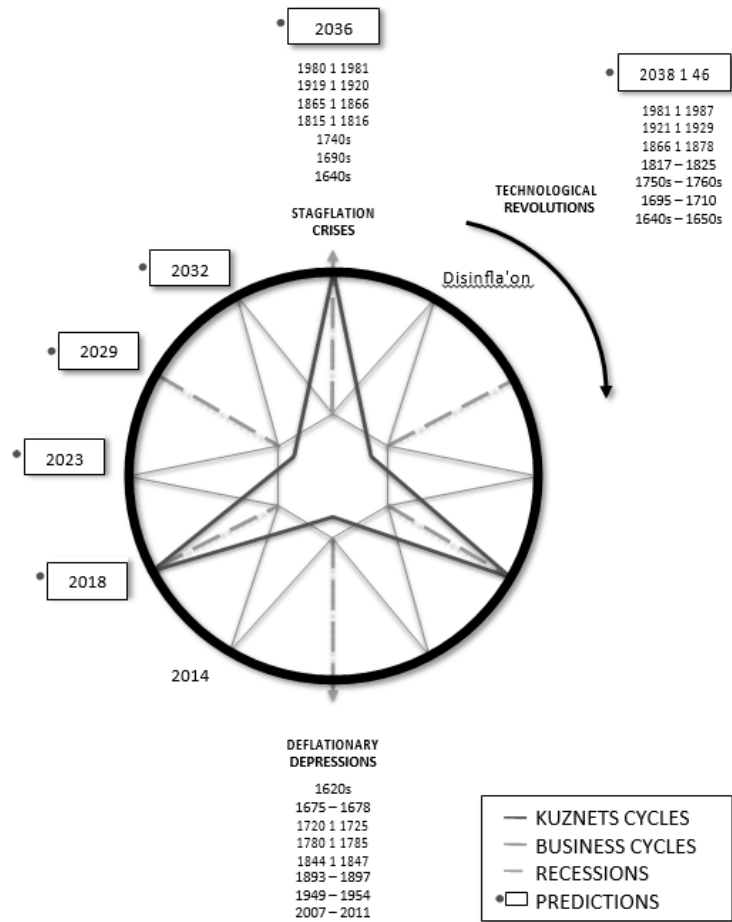 2036
1980 1 1981
1919 1 1920
1865 1 1866
1815 1 1816
1740s
1690s
1640s
STAGFLATION
CRISES
2038 1 46
1981 1 1987
1921 1 1929
1866 1 1878
1817 – 1825
1750s – 1760s
1695 – 1710
1640s – 1650s
TECHNOLOGICAL
REVOLUTIONS
Disinfla'on
2032
2029
2023
2018
2014
DEFLATIONARY
DEPRESSIONS
1620s
1675 – 1678
1720 1 1725
1780 1 1785
1844 1 1847
1893 – 1897
1949 – 1954
2007 – 2011
KUZNETS CYCLES
BUSINESS CYCLES
RECESSIONS
PREDICTIONS